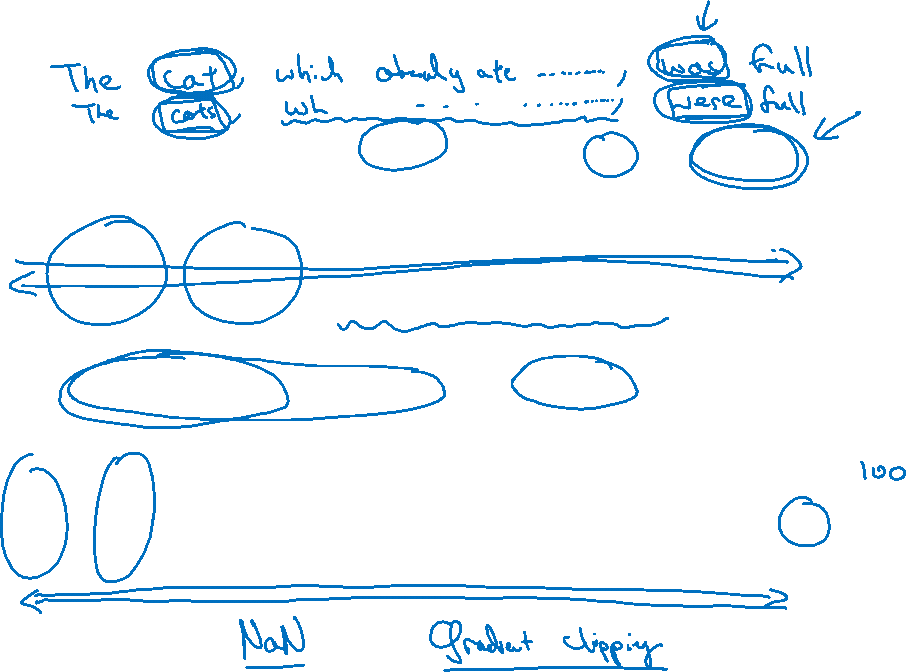 The cat, which already ate ........, was full
The cats, wh ... ........, were full
100
NaN Gradient clipping